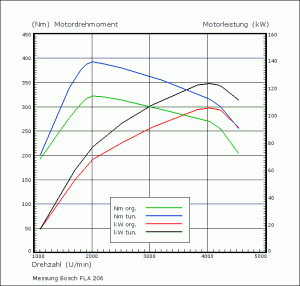 (Nm) Motordrehmoment Motorleistung (kW)
450 160
400 140
350 120
300 100
250
200 80
150 60
100 40
50 20
0 0
1000 2000 3000 4000 5000
Nm org.
Nm tun.
kW org.
kW tun.
Drehzahl (U/min)
Messung Bosch FLA 206